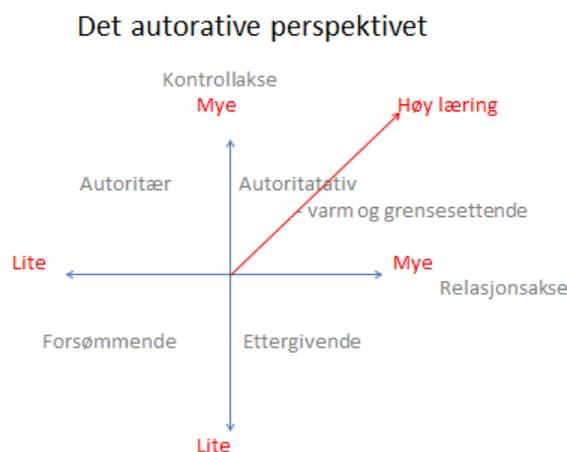 Det autorative perspektivet
Kontrollakse
Mye
Høy læring
Autoritær
Autoritatativ
- varm og grensesettende
Lite
Mye
Relasjonsakse
Forsømmende
Ettergivende
Lite